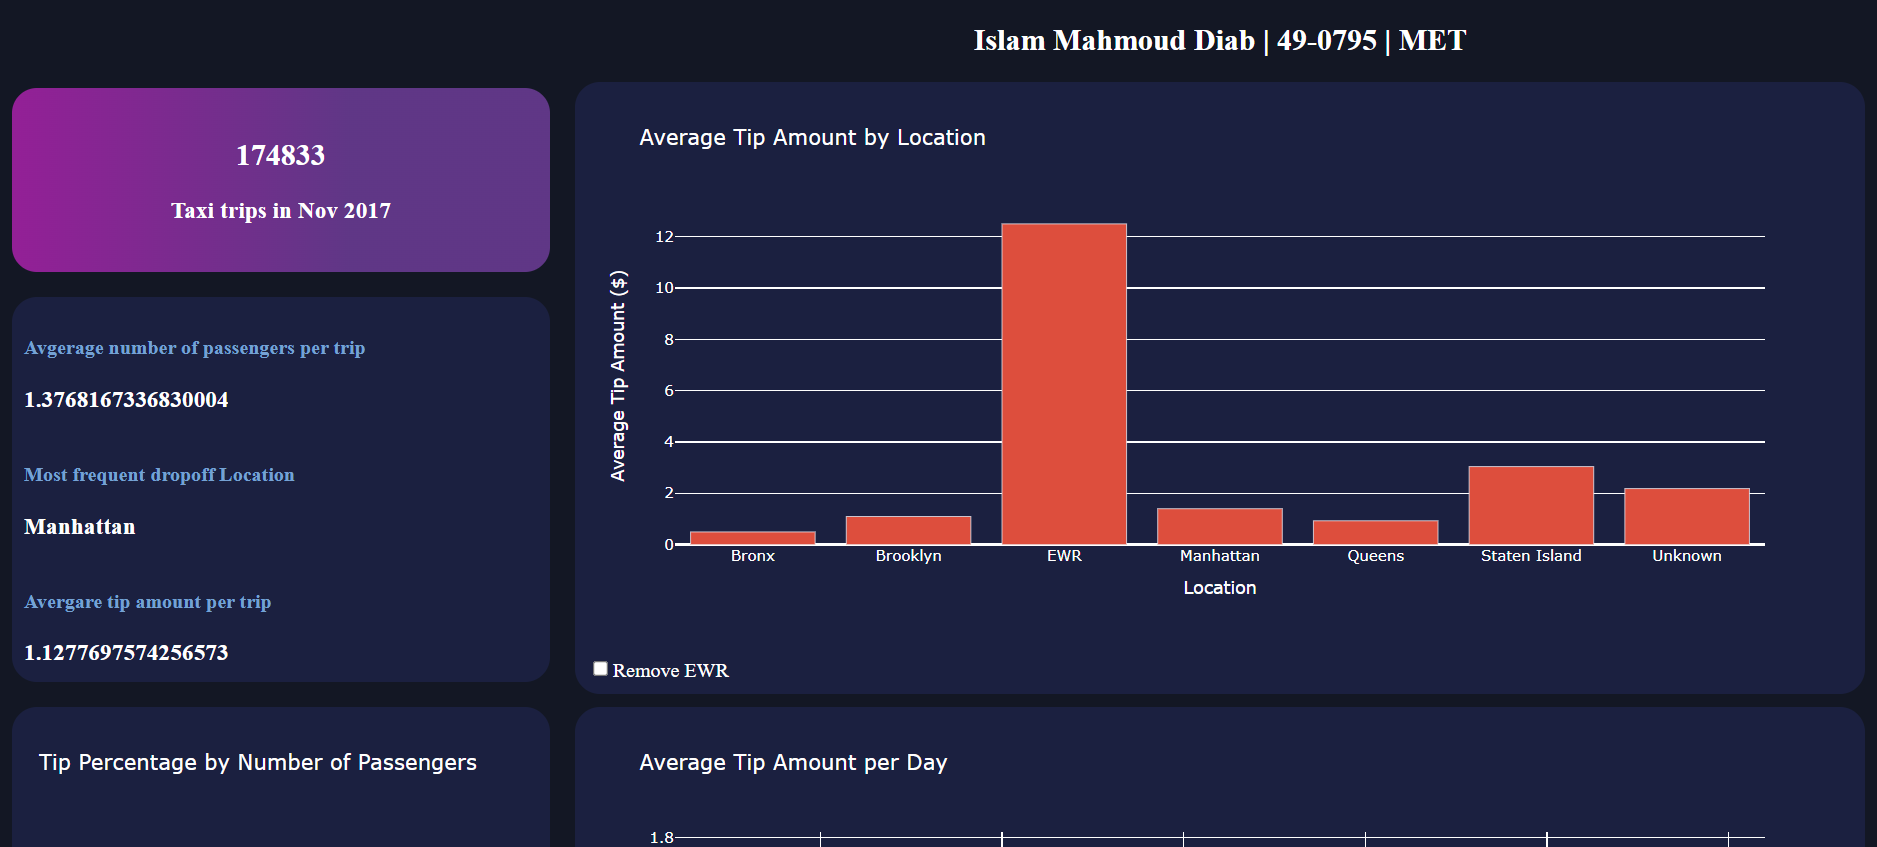 Islam Mahmoud Diab | 49-0795 | MET
174833
Taxi trips in Nov 2017
Avgerage number of passengers per trip
1.3768167336830004
Most frequent dropoff Location
Manhattan
Avergare tip amount per trip
1.1277697574256573
Average Tip Amount by Location
Average Tip Amount ($)
12
10
8
6
4
2
0
Bronx Brooklyn EWR Manhattan Queens Staten Island Unknown
Location
Remove EWR
Tip Percentage by Number of Passengers
Average Tip Amount per Day
1.8